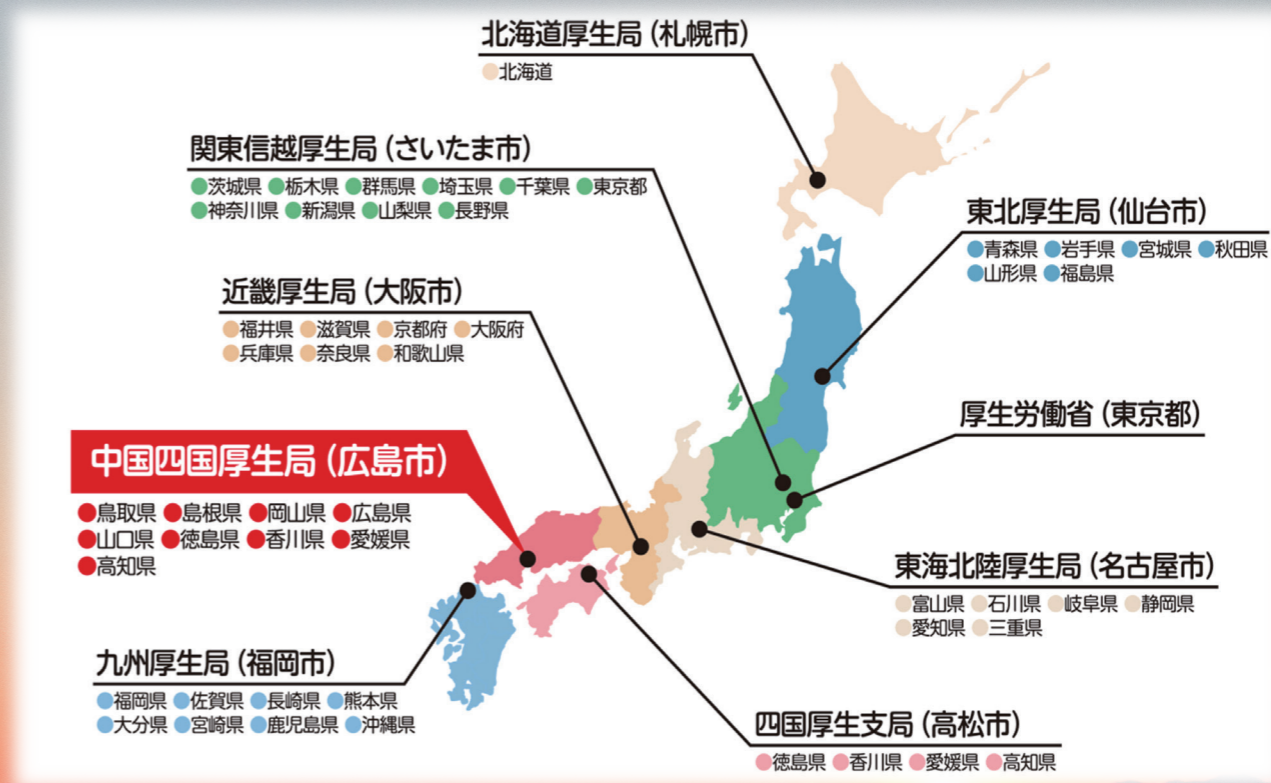 北海道厚生局（札幌市）
●北海道
関東信越厚生局（さいたま市）
●茨城県 ●栃木県 ●群馬県 ●埼玉県 ●千葉県 ●東京都
●神奈川県 ●新潟県 ●山梨県 ●長野県
東北厚生局（仙台市）
●青森県 ●岩手県 ●宮城県 ●秋田県
●山形県 ●福島県
近畿厚生局（大阪市）
●福井県 ●滋賀県 ●京都府 ●大阪府
●兵庫県 ●奈良県 ●和歌山県
厚生労働省（東京都）
中国四国厚生局（広島市）
●鳥取県 ●島根県 ●岡山県 ●広島県
●山口県 ●徳島県 ●香川県 ●愛媛県
●高知県
東海北陸厚生局（名古屋市）
●富山県 ●石川県 ●岐阜県 ●静岡県
●愛知県 ●三重県
九州厚生局（福岡市）
●福岡県 ●佐賀県 ●長崎県 ●熊本県
●大分県 ●宮崎県 ●鹿児島県 ●沖縄県
四国厚生支局（高松市）
●徳島県 ●香川県 ●愛媛県 ●高知県